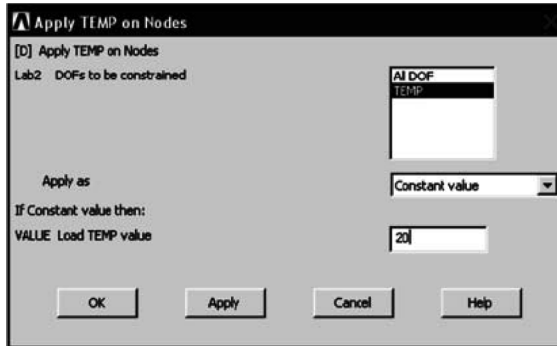 Apply TEMP on Nodes
[D] Apply TEMP on Nodes
Lab2 DOFs to be constrained
All DOF
TEMP
Apply as
Constant value
If Constant value then:
VALUE Load TEMP value
20
OK Apply Cancel Help